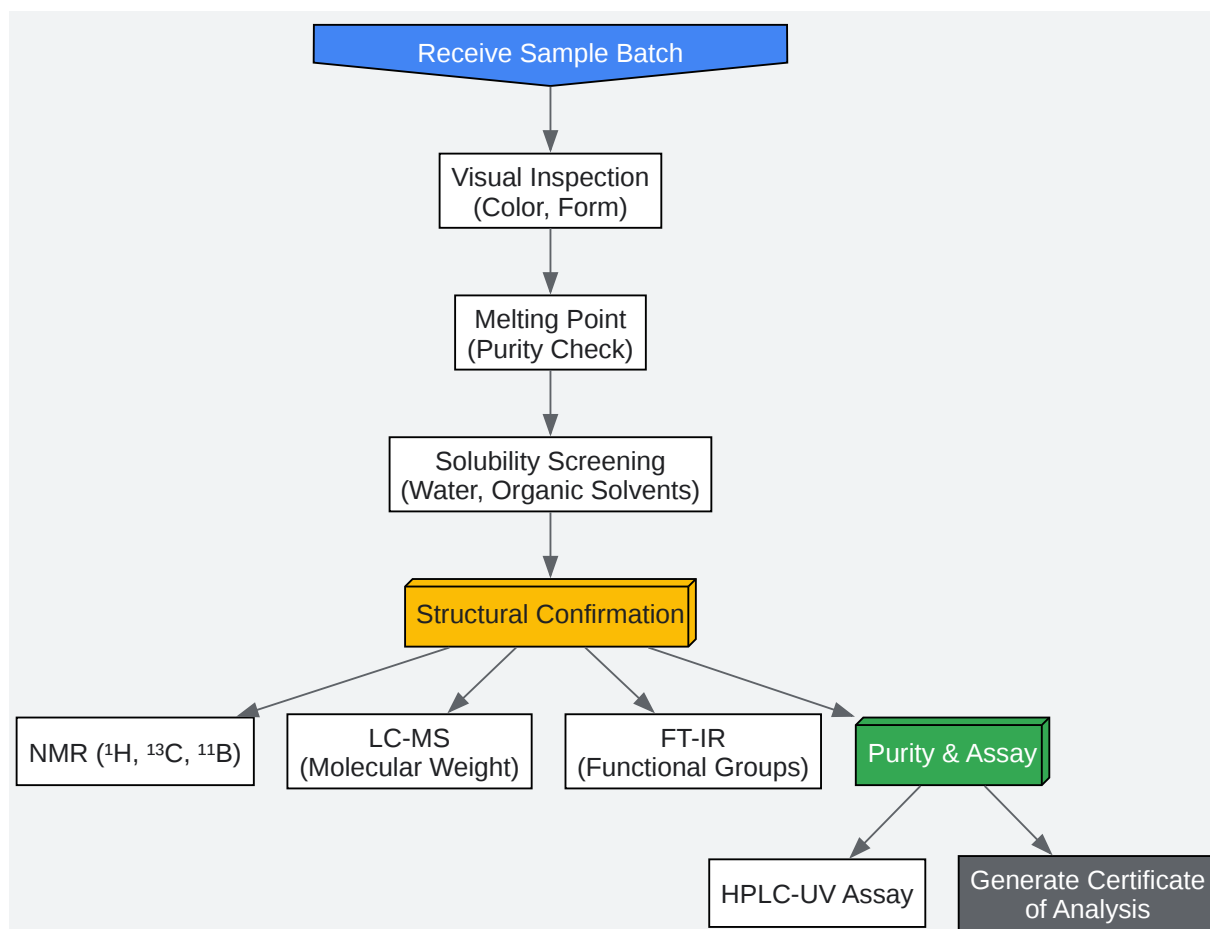 Receive Sample Batch
Visual Inspection
(Color, Form)
Melting Point
(Purity Check)
Solubility Screening
(Water, Organic Solvents)
Structural Confirmation
NMR (¹H, ¹³C, ¹¹B)
LC-MS
(Molecular Weight)
FT-IR
(Functional Groups)
Purity & Assay
HPLC-UV Assay
Generate Certificate
of Analysis